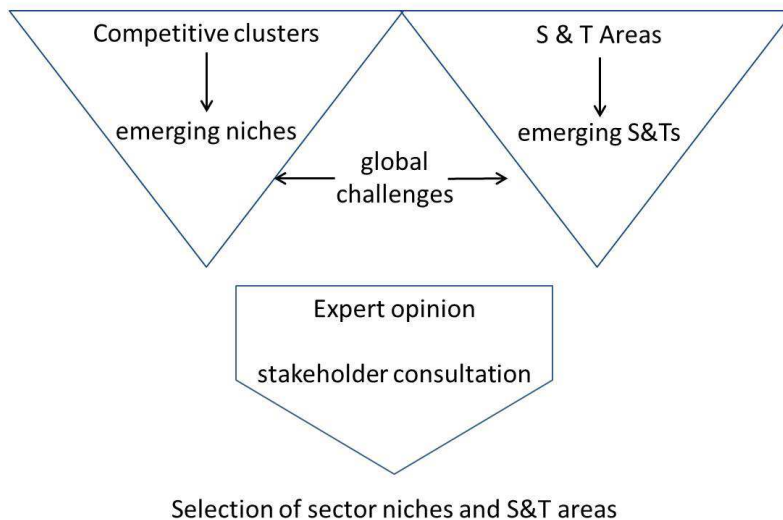 Competitive clusters
emerging niches
S & T Areas
emerging S&Ts
global
challenges
Expert opinion
stakeholder consultation
Selection of sector niches and S&T areas